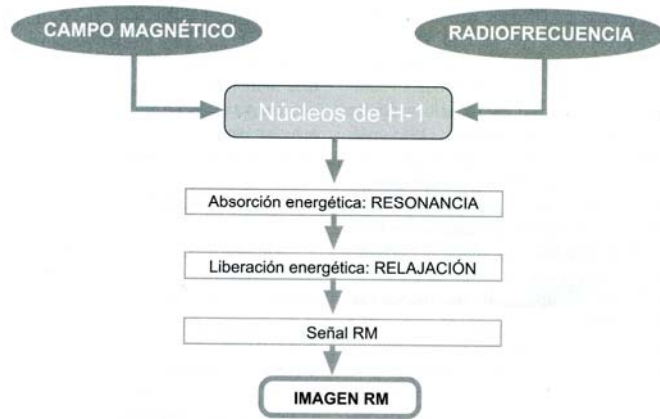 CAMPO MAGNÉTICO
RADIOFRECUENCIA
Núcleos de H-1
Absorción energética: RESONANCIA
Liberación energética: RELAJACIÓN
Señal RM
IMAGEN RM